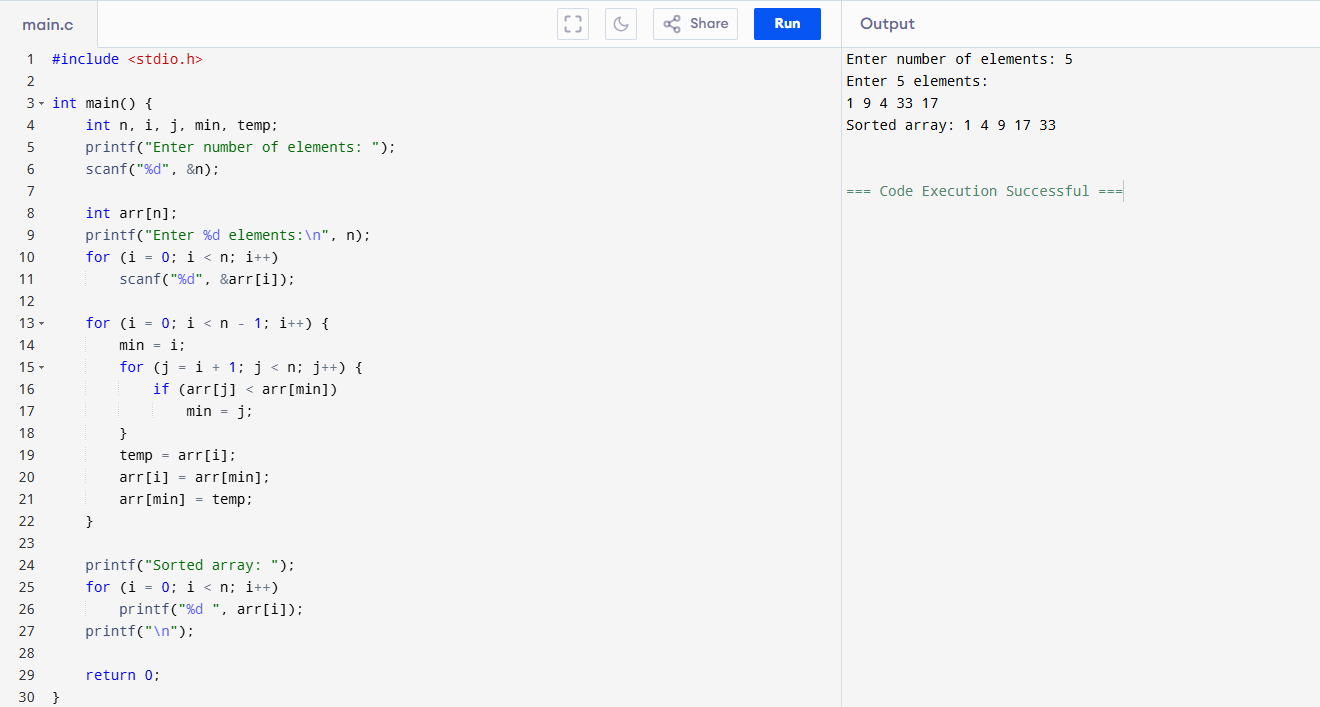 main.c
Share
Run
Output
1 #include <stdio.h>
2
3 int main() {
4     int n, i, j, min, temp;
5     printf("Enter number of elements: ");
6     scanf("%d", &n);
7
8     int arr[n];
9     printf("Enter %d elements:\n", n);
10     for (i = 0; i < n; i++)
11         scanf("%d", &arr[i]);
12
13     for (i = 0; i < n - 1; i++) {
14         min = i;
15         for (j = i + 1; j < n; j++) {
16             if (arr[j] < arr[min])
17                 min = j;
18         }
19         temp = arr[i];
20         arr[i] = arr[min];
21         arr[min] = temp;
22     }
23
24     printf("Sorted array: ");
25     for (i = 0; i < n; i++)
26         printf("%d ", arr[i]);
27     printf("\n");
28
29     return 0;
30 }
Enter number of elements: 5
Enter 5 elements:
1 9 4 33 17
Sorted array: 1 4 9 17 33
=== Code Execution Successful ===